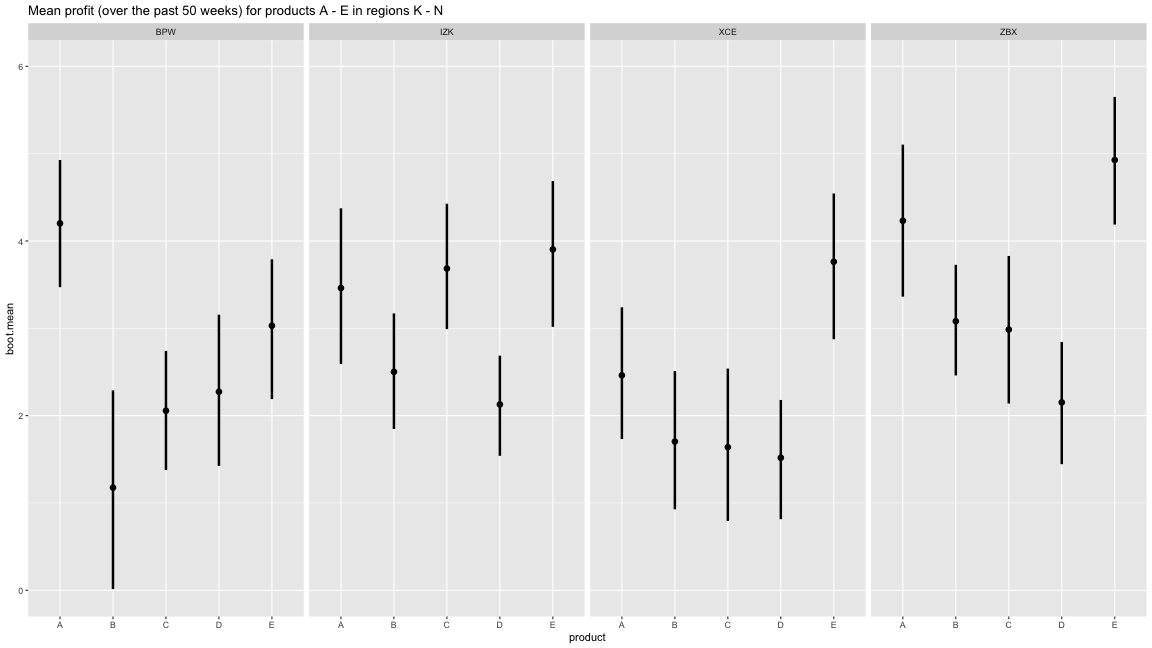 Mean profit (over the past 50 weeks) for products A - E in regions K - N
BPW IZK XCE ZBX
6
4
2
0
boot.mean
A B C D E A B C D E A B C D E A B C D E
product